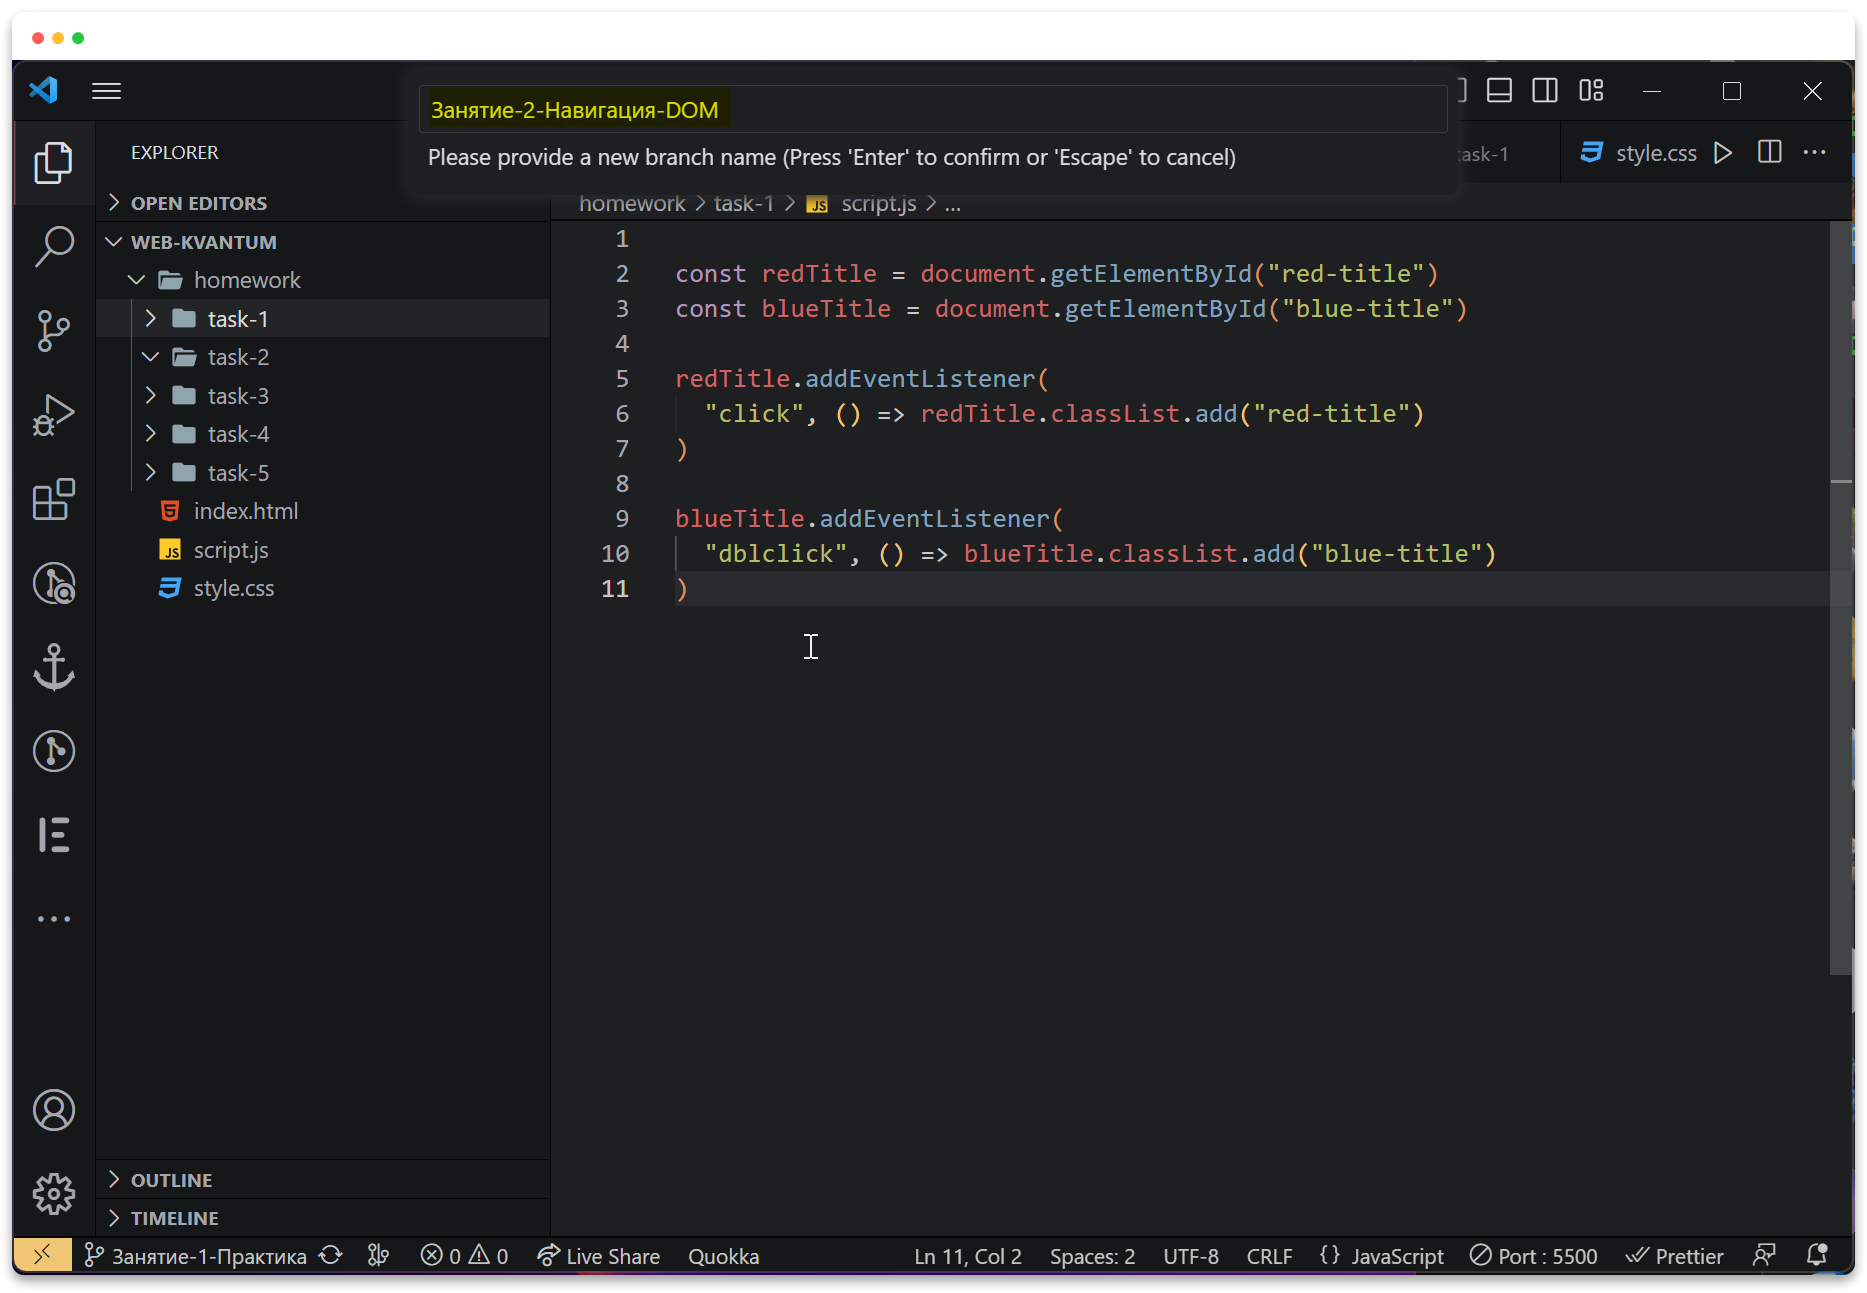 Занятие-2-Навигация-DOM
Please provide a new branch name (Press 'Enter' to confirm or 'Escape' to cancel)
EXPLORER
task-1
style.css
OPEN EDITORS
homework > task-1 > JS script.js > ...
WEB-KVANTUM
homework
task-1
task-2
task-3
task-4
task-5
index.html
JS script.js
style.css
1
2 const redTitle = document.getElementById("red-title")
3 const blueTitle = document.getElementById("blue-title")
4
5 redTitle.addEventListener(
6 "click", () => redTitle.classList.add("red-title")
7 )
8
9 blueTitle.addEventListener(
10 "dblclick", () => blueTitle.classList.add("blue-title")
11 )
OUTLINE
TIMELINE
Занятие-1-Практика 0 0 Live Share Quokka Ln 11, Col 2 Spaces: 2 UTF-8 CRLF {} JavaScript Port : 5500 Prettier